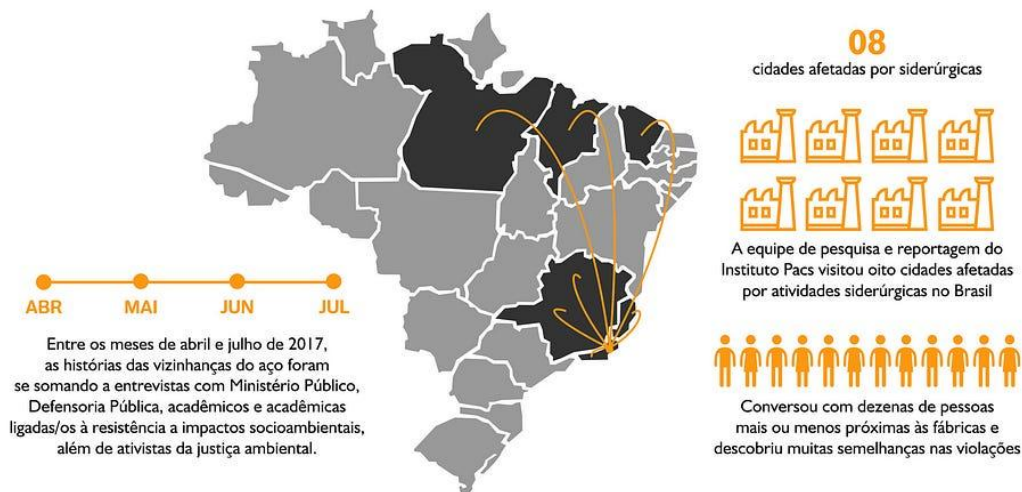 08
cidades afetadas por siderúrgicas
A equipe de pesquisa e reportagem do
Instituto Pacs visitou oito cidades afetadas
por atividades siderúrgicas no Brasil
ABR MAI JUN JUL
Entre os meses de abril e julho de 2017,
as histórias das vizinhanças do aço foram
se somando a entrevistas com Ministério Público,
Defensoria Pública, acadêmicos e acadêmicas
ligadas/os à resistência a impactos socioambientais,
além de ativistas da justiça ambiental.
Conversou com dezenas de pessoas
mais ou menos próximas às fábricas e
descobriu muitas semelhanças nas violações